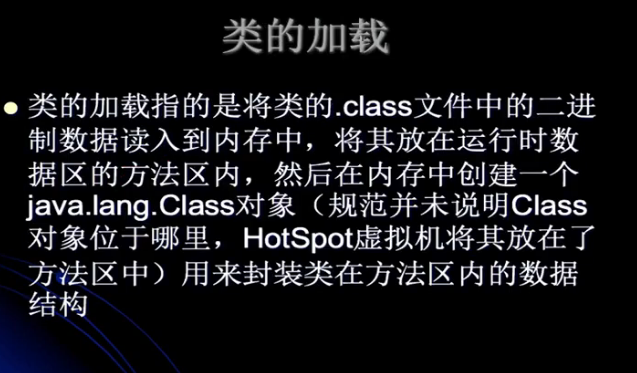 类的加载
类的加载指的是将类的.class文件中的二进
制数据读入到内存中，将其放在运行时数
据区的方法区内，然后在内存中创建一个
java.lang.Class对象（规范并未说明Class
对象位于哪里，HotSpot虚拟机将其放在了
方法区中）用来封装类在方法区内的数据
结构